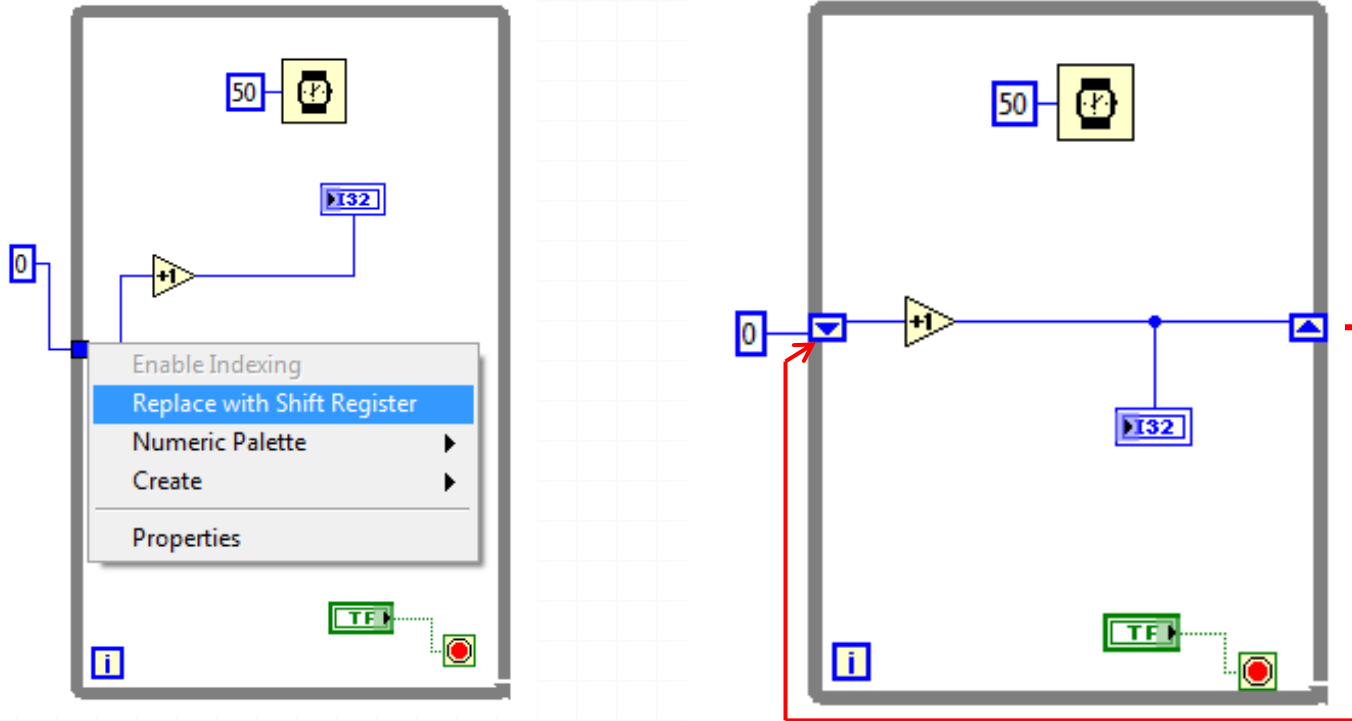 50
I32
0
+1
Enable Indexing
Replace with Shift Register
Numeric Palette
Create
Properties
TF
i
50
0
+1
I32
TF
i